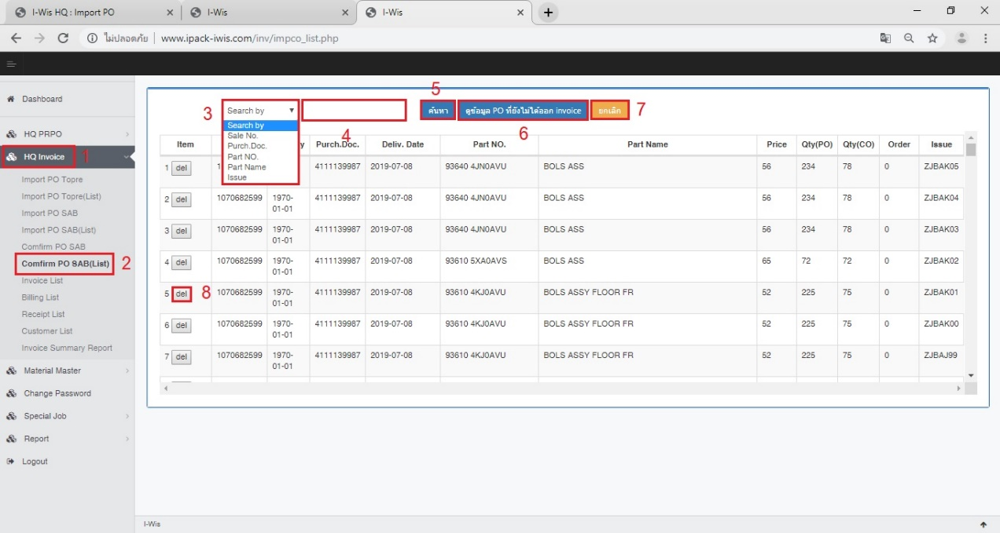 I-Wis HQ : Import PO
I-Wis
I-Wis
ไม่ปลอดภัย | www.ipack-iwis.com/inv/impco_list.php
Dashboard
HQ PRPO
HQ Invoice 1
Import PO Topre
Import PO Topre(List)
Import PO SAB
Import PO SAB(List)
Comfirm PO SAB
Comfirm PO SAB(List) 2
Invoice List
Billing List
Receipt List
Customer List
Invoice Summary Report
Material Master
Change Password
Special Job
Report
Logout
5
3 Search by ค้นหา ดูข้อมูล PO ที่ยังไม่ได้ออก invoice ยกเลิก 7
4 6
Search by
Sale No.
Purch.Doc.
Part NO.
Part Name
Issue
Item y Purch.Doc. Deliv. Date Part NO. Part Name Price Qty(PO) Qty(CO) Order Issue
1 del 1 4111139987 2019-07-08 93640 4JN0AVU BOLS ASS 56 234 78 0 ZJBAK05
2 del 1070682599 1970-01-01 4111139987 2019-07-08 93640 4JN0AVU BOLS ASS 56 234 78 0 ZJBAK04
3 del 1070682599 1970-01-01 4111139987 2019-07-08 93640 4JN0AVU BOLS ASS 56 234 78 0 ZJBAK03
4 del 1070682599 1970-01-01 4111139987 2019-07-08 93610 5XA0AVS BOLS ASS 65 72 72 0 ZJBAK02
5 del 8 1070682599 1970-01-01 4111139987 2019-07-08 93610 4KJ0AVU BOLS ASSY FLOOR FR 52 225 75 0 ZJBAK01
6 del 1070682599 1970-01-01 4111139987 2019-07-08 93610 4KJ0AVU BOLS ASSY FLOOR FR 52 225 75 0 ZJBAK00
7 del 1070682599 1970-01-01 4111139987 2019-07-08 93610 4KJ0AVU BOLS ASSY FLOOR FR 52 225 75 0 ZJBAJ99
I-Wis